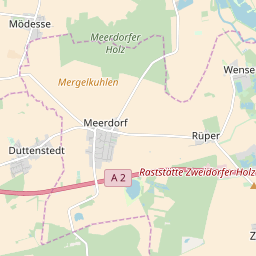 Mödesse
Meerdorfer
Holz
Mergelkuhlen
Wense
Meerdorf
Rüper
Duttenstedt
Raststätte Zweidorfer Holz
A 2
Z